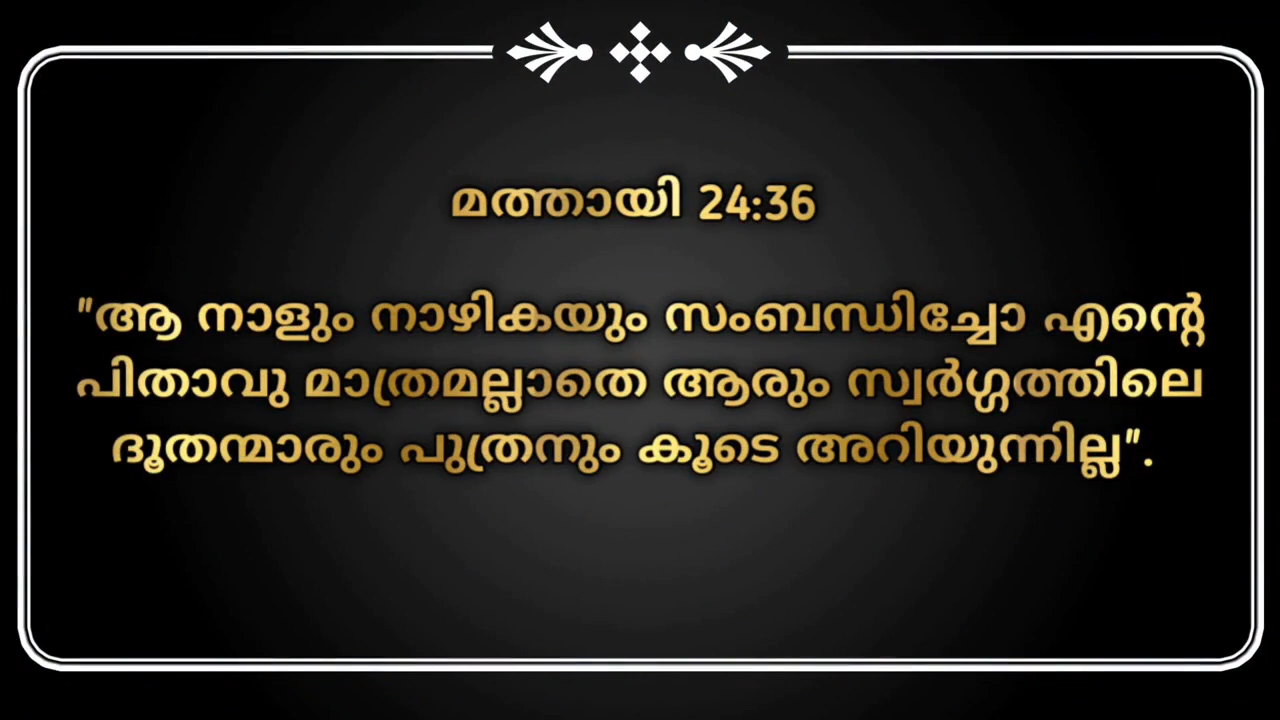 മത്തായി 24:36
"ആ നാളും നാഴികയും സംബന്ധിച്ചോ എന്റെ
പിതാവു മാത്രമല്ലാതെ ആരും സ്വർഗ്ഗത്തിലെ
ദൂതന്മാരും പുത്രനും കൂടെ അറിയുന്നില്ല".